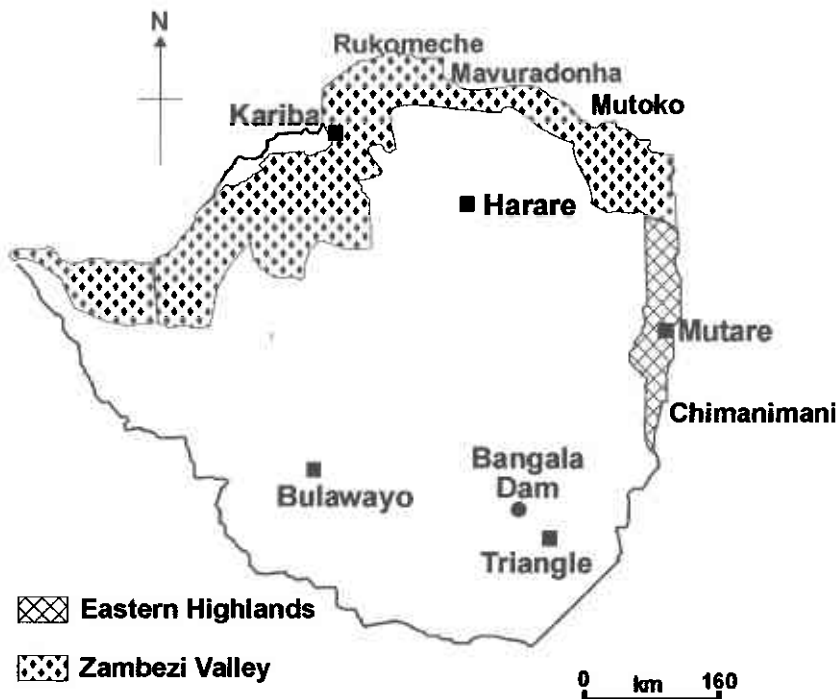 N
Rukomeche
Mavuradonha
Mutoko
Kariba
Harare
Mutare
Chimanimani
Bangala
Dam
Bulawayo
Triangle
Eastern Highlands
Zambezi Valley
0 km 160